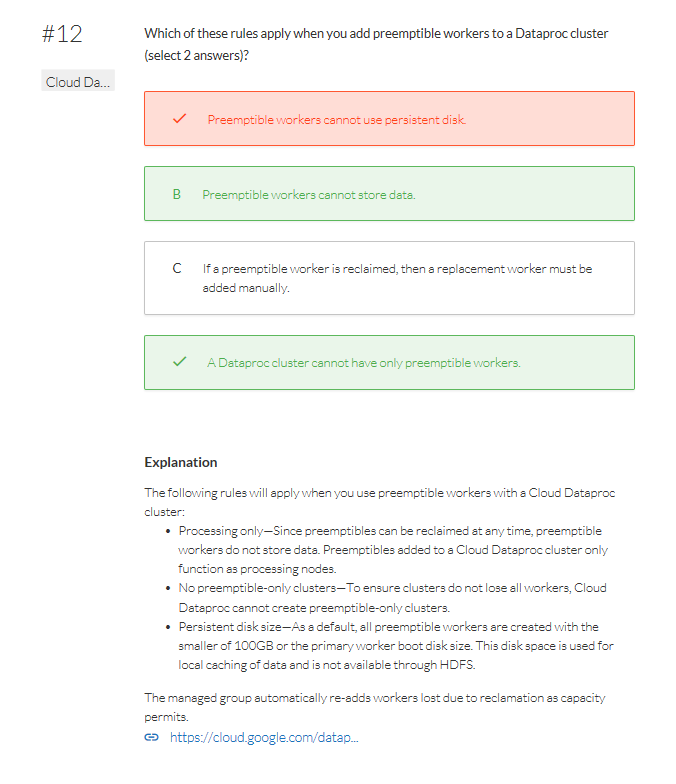 #12
Cloud Da...
Which of these rules apply when you add preemptible workers to a Dataproc cluster
(select 2 answers)?
Preemptible workers cannot use persistent disk.
B Preemptible workers cannot store data.
C If a preemptible worker is reclaimed, then a replacement worker must be
added manually.
A Dataproc cluster cannot have only preemptible workers.
Explanation
The following rules will apply when you use preemptible workers with a Cloud Dataproc
cluster:
• Processing only—Since preemptibles can be reclaimed at any time, preemptible
workers do not store data. Preemptibles added to a Cloud Dataproc cluster only
function as processing nodes.
• No preemptible-only clusters—To ensure clusters do not lose all workers, Cloud
Dataproc cannot create preemptible-only clusters.
• Persistent disk size—As a default, all preemptible workers are created with the
smaller of 100GB or the primary worker boot disk size. This disk space is used for
local caching of data and is not available through HDFS.
The managed group automatically re-adds workers lost due to reclamation as capacity
permits.
https://cloud.google.com/datap...